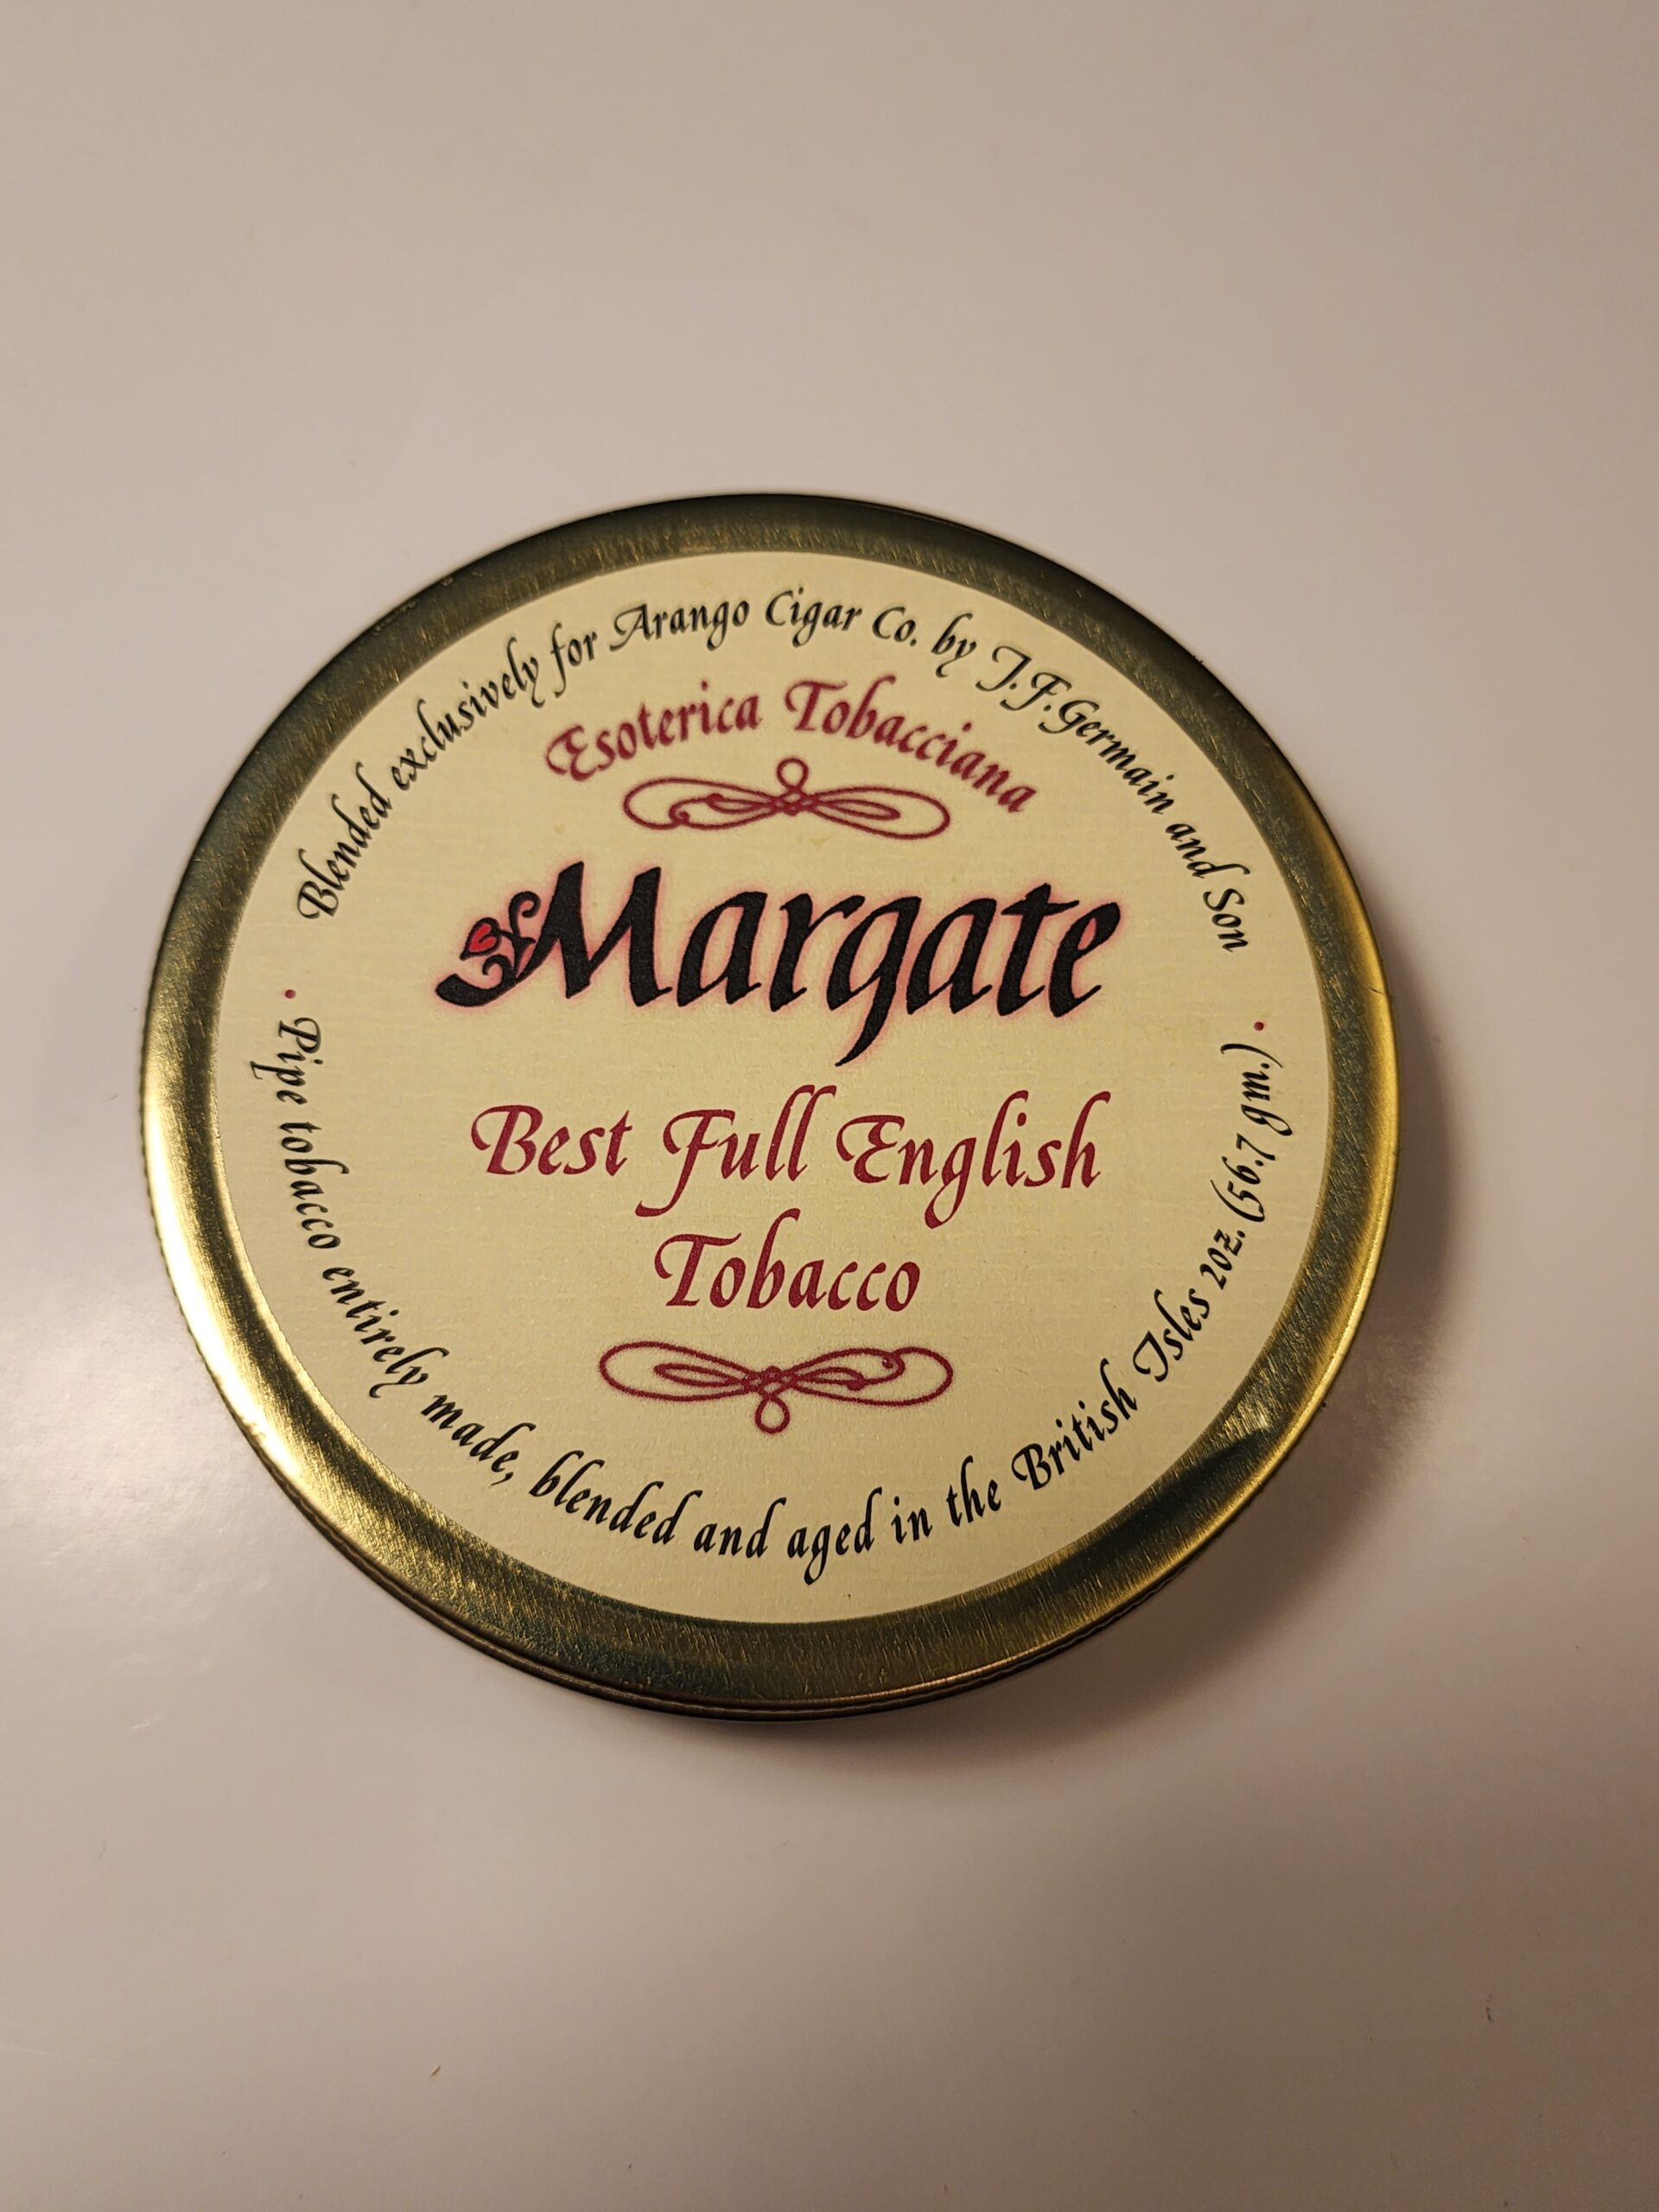 Blended exclusively for Arango Cigar Co. by J.F.Germain and Son
Esoterica Tobacciana
Margate
Best Full English
Tobacco
• Pipe tobacco entirely made, blended and aged in the British Isles 2oz. (56.7 gm.) •